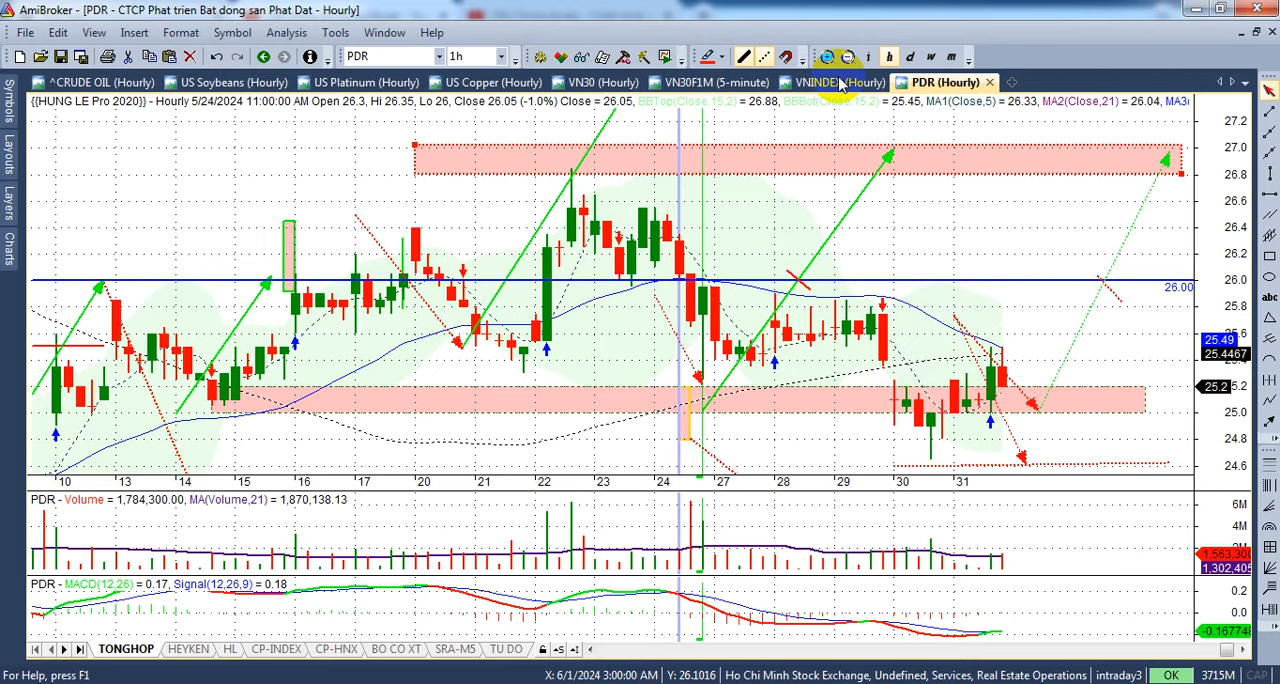 AmiBroker - [PDR - CTCP Phat trien Bat dong san Phat Dat - Hourly]
File Edit View Insert Format Symbol Analysis Tools Window Help
PDR 1h i h d w m
^CRUDE OIL (Hourly) US Soybeans (Hourly) US Platinum (Hourly) US Copper (Hourly) VN30 (Hourly) VN30F1M (5-minute) VNINDEX (Hourly) PDR (Hourly)
{{HUNG LE Pro 2020}} - Hourly 5/24/2024 11:00:00 AM Open 26.3, Hi 26.35, Lo 26, Close 26.05 (-1.0%) Close = 26.05, BBTop(Close,15,2) = 26.88, BBBot(Close,15,2) = 25.45, MA1(Close,5) = 26.33, MA2(Close,21) = 26.04, MA3(
Symbols
Layouts
Layers
Charts
27.2
27.0
26.8
26.6
26.4
26.2
26.0
26.00
25.8
25.6
25.49
25.4467
25.2
25.0
24.8
24.6
10 13 14 15 16 17 20 21 22 23 24 27 28 29 30 31
PDR - Volume = 1,784,300.00, MA(Volume,21) = 1,870,138.13
6M
4M
1,563,300
1,302,405
PDR - MACD(12,26) = 0.17, Signal(12,26,9) = 0.18
0.2
0.0
-0.167748
TONGHOP HEYKEN HL CP-INDEX CP-HNX BO CO XT SRA-M5 TU DO
For Help, press F1 X: 6/1/2024 3:00:00 AM Y: 26.1016 Ho Chi Minh Stock Exchange, Undefined, Services, Real Estate Operations intraday3 OK 3715M CAP